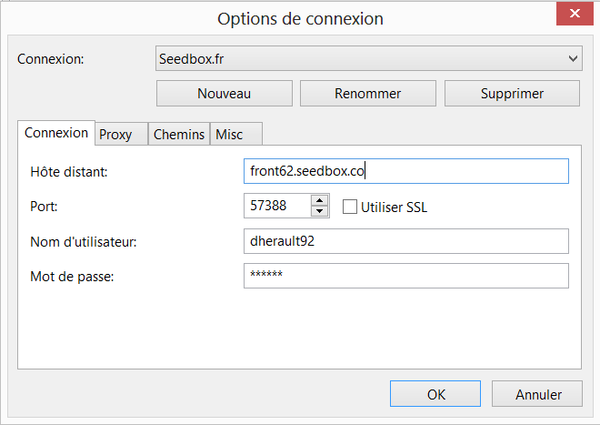 Options de connexion
Connexion: Seedbox.fr
Nouveau Renommer Supprimer
Connexion Proxy Chemins Misc
Hôte distant: front62.seedbox.co
Port: 57388 Utiliser SSL
Nom d'utilisateur: dherault92
Mot de passe: ******
OK Annuler